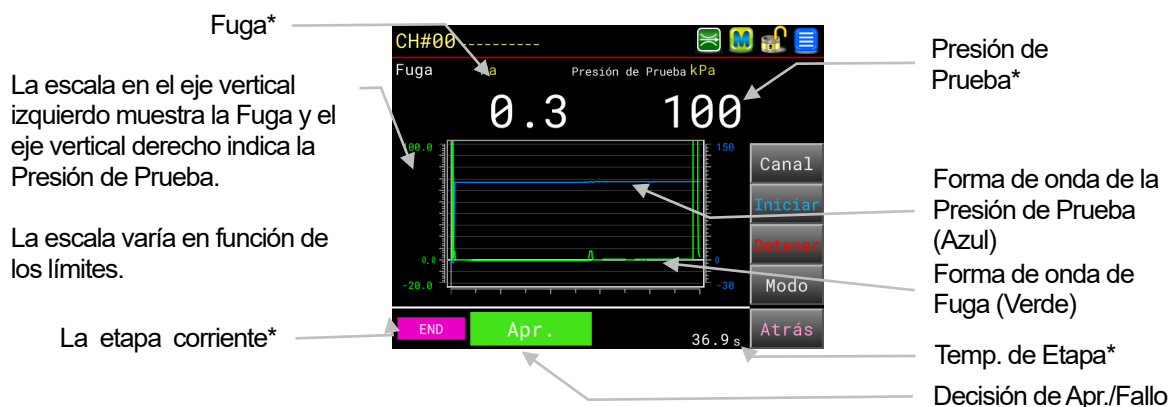 Fuga*
La escala en el eje vertical
izquierdo muestra la Fuga y el
eje vertical derecho indica la
Presión de Prueba.
La escala varía en función de
los límites.
La etapa corriente*
CH#00 ----------
M
Fuga
Presión de Prueba kPa
0.3
100
00.0
150
0.0
0
-20.0
-30
Canal
Iniciar
Detener
Modo
Atrás
END
Apr.
36.9 s
Presión de
Prueba*
Forma de onda de la
Presión de Prueba
(Azul)
Forma de onda de
Fuga (Verde)
Temp. de Etapa*
Decisión de Apr./Fallo